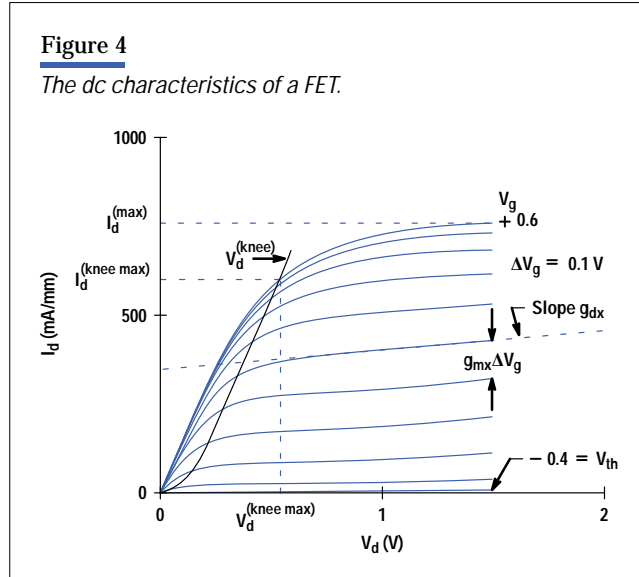 Figure 4
The dc characteristics of a FET.
1000
I_d^(max)
V_g
+ 0.6
V_d^(knee)
I_d^(knee max)
ΔV_g = 0.1 V
I_d (mA/mm)
500
Slope g_dx
g_mxΔV_g
– 0.4 = V_th
0
0
V_d^(knee max)
1
2
V_d (V)